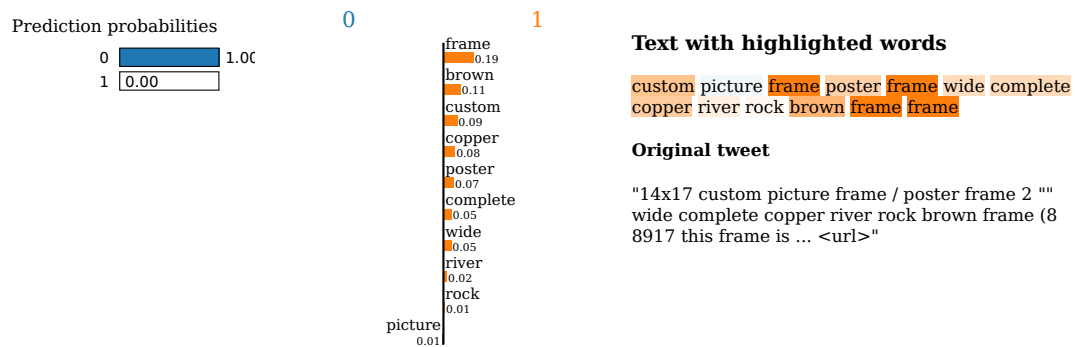 Prediction probabilities
0 1.00
1 0.00
0 1
frame
0.19
brown
0.11
custom
0.09
copper
0.08
poster
0.07
complete
0.05
wide
0.05
river
0.02
rock
0.01
picture
0.01
Text with highlighted words
custom picture frame poster frame wide complete
copper river rock brown frame frame
Original tweet
"14x17 custom picture frame / poster frame 2 ""
wide complete copper river rock brown frame (8
8917 this frame is ... <url>"